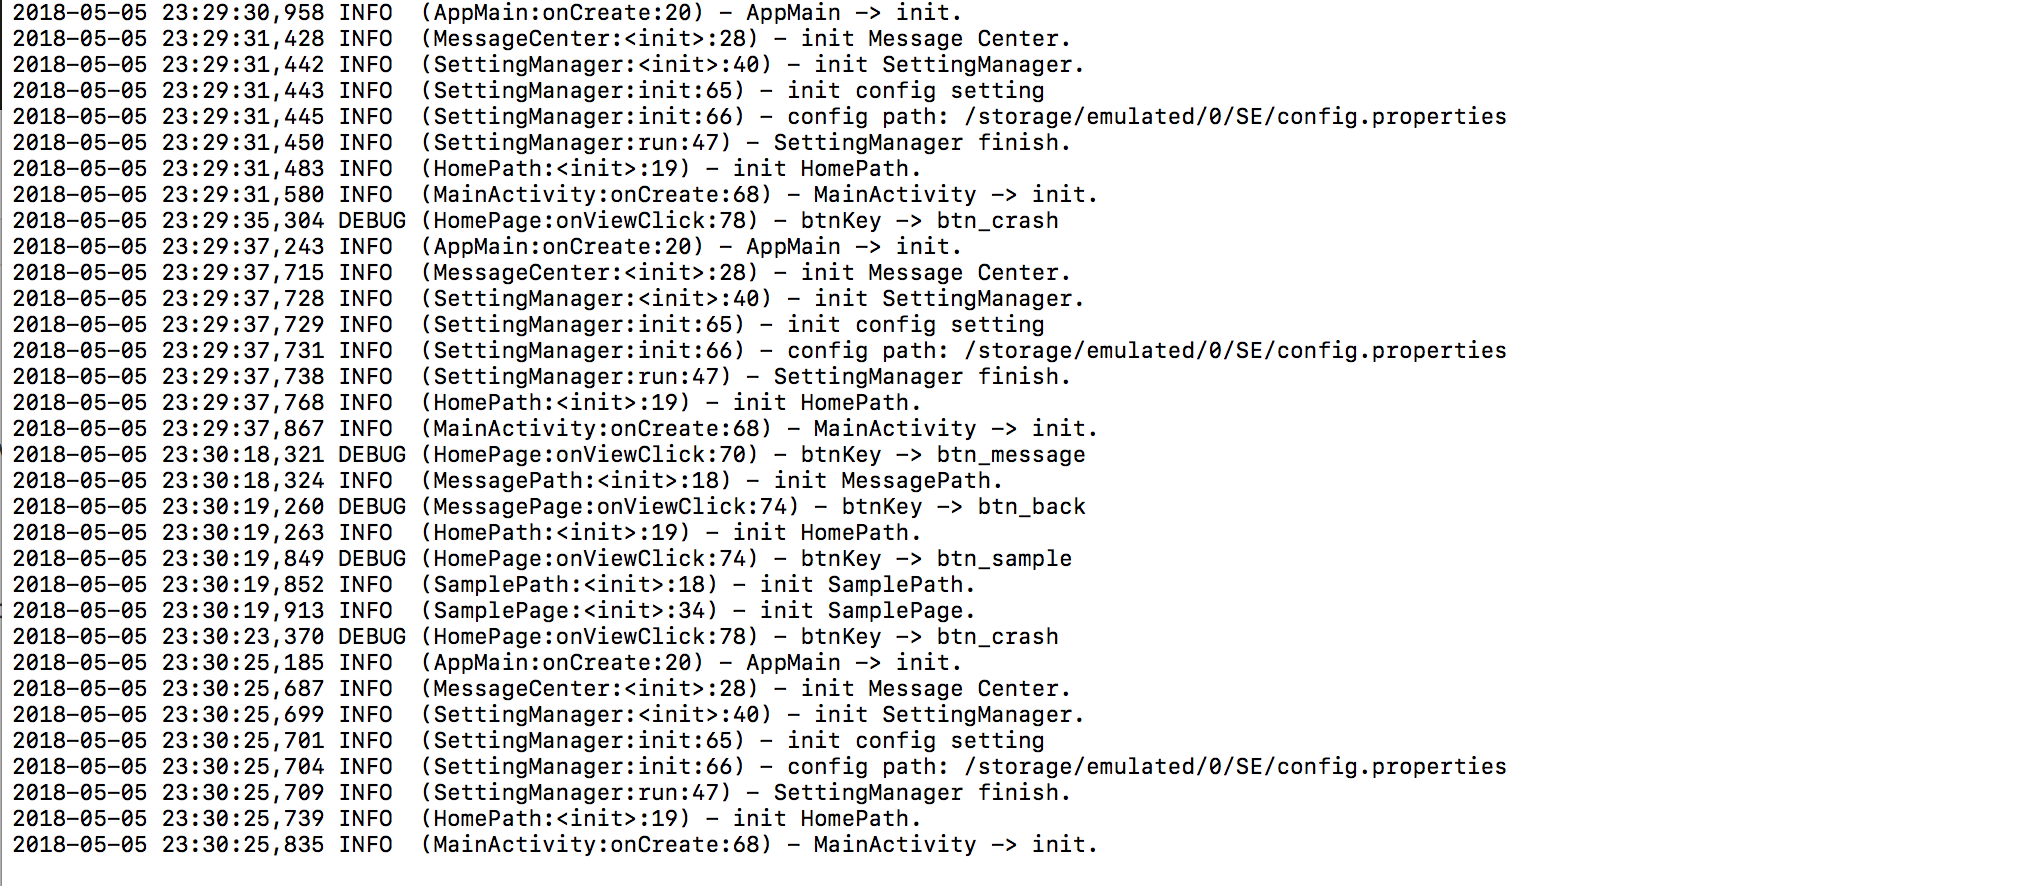 2018-05-05 23:29:30,958 INFO  (AppMain:onCreate:20) - AppMain -> init.
2018-05-05 23:29:31,428 INFO  (MessageCenter:<init>:28) - init Message Center.
2018-05-05 23:29:31,442 INFO  (SettingManager:<init>:40) - init SettingManager.
2018-05-05 23:29:31,443 INFO  (SettingManager:init:65) - init config setting
2018-05-05 23:29:31,445 INFO  (SettingManager:init:66) - config path: /storage/emulated/0/SE/config.properties
2018-05-05 23:29:31,450 INFO  (SettingManager:run:47) - SettingManager finish.
2018-05-05 23:29:31,483 INFO  (HomePath:<init>:19) - init HomePath.
2018-05-05 23:29:31,580 INFO  (MainActivity:onCreate:68) - MainActivity -> init.
2018-05-05 23:29:35,304 DEBUG (HomePage:onViewClick:78) - btnKey -> btn_crash
2018-05-05 23:29:37,243 INFO  (AppMain:onCreate:20) - AppMain -> init.
2018-05-05 23:29:37,715 INFO  (MessageCenter:<init>:28) - init Message Center.
2018-05-05 23:29:37,728 INFO  (SettingManager:<init>:40) - init SettingManager.
2018-05-05 23:29:37,729 INFO  (SettingManager:init:65) - init config setting
2018-05-05 23:29:37,731 INFO  (SettingManager:init:66) - config path: /storage/emulated/0/SE/config.properties
2018-05-05 23:29:37,738 INFO  (SettingManager:run:47) - SettingManager finish.
2018-05-05 23:29:37,768 INFO  (HomePath:<init>:19) - init HomePath.
2018-05-05 23:29:37,867 INFO  (MainActivity:onCreate:68) - MainActivity -> init.
2018-05-05 23:30:18,321 DEBUG (HomePage:onViewClick:70) - btnKey -> btn_message
2018-05-05 23:30:18,324 INFO  (MessagePath:<init>:18) - init MessagePath.
2018-05-05 23:30:19,260 DEBUG (MessagePage:onViewClick:74) - btnKey -> btn_back
2018-05-05 23:30:19,263 INFO  (HomePath:<init>:19) - init HomePath.
2018-05-05 23:30:19,849 DEBUG (HomePage:onViewClick:74) - btnKey -> btn_sample
2018-05-05 23:30:19,852 INFO  (SamplePath:<init>:18) - init SamplePath.
2018-05-05 23:30:19,913 INFO  (SamplePage:<init>:34) - init SamplePage.
2018-05-05 23:30:23,370 DEBUG (HomePage:onViewClick:78) - btnKey -> btn_crash
2018-05-05 23:30:25,185 INFO  (AppMain:onCreate:20) - AppMain -> init.
2018-05-05 23:30:25,687 INFO  (MessageCenter:<init>:28) - init Message Center.
2018-05-05 23:30:25,699 INFO  (SettingManager:<init>:40) - init SettingManager.
2018-05-05 23:30:25,701 INFO  (SettingManager:init:65) - init config setting
2018-05-05 23:30:25,704 INFO  (SettingManager:init:66) - config path: /storage/emulated/0/SE/config.properties
2018-05-05 23:30:25,709 INFO  (SettingManager:run:47) - SettingManager finish.
2018-05-05 23:30:25,739 INFO  (HomePath:<init>:19) - init HomePath.
2018-05-05 23:30:25,835 INFO  (MainActivity:onCreate:68) - MainActivity -> init.